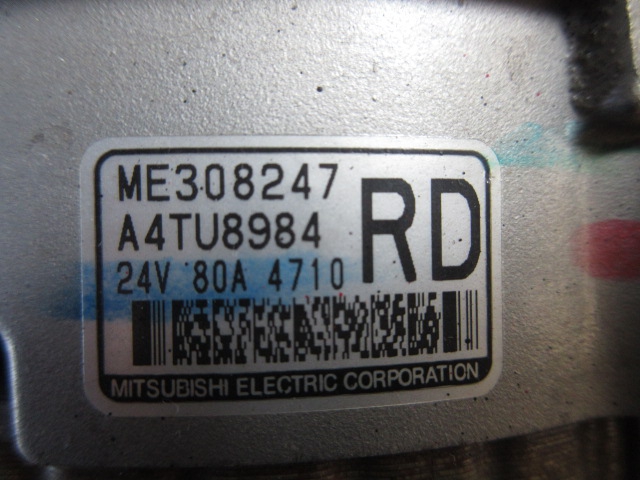 ME308247
A4TU8984
RD
24V 80A 4710
MITSUBISHI ELECTRIC CORPORATION